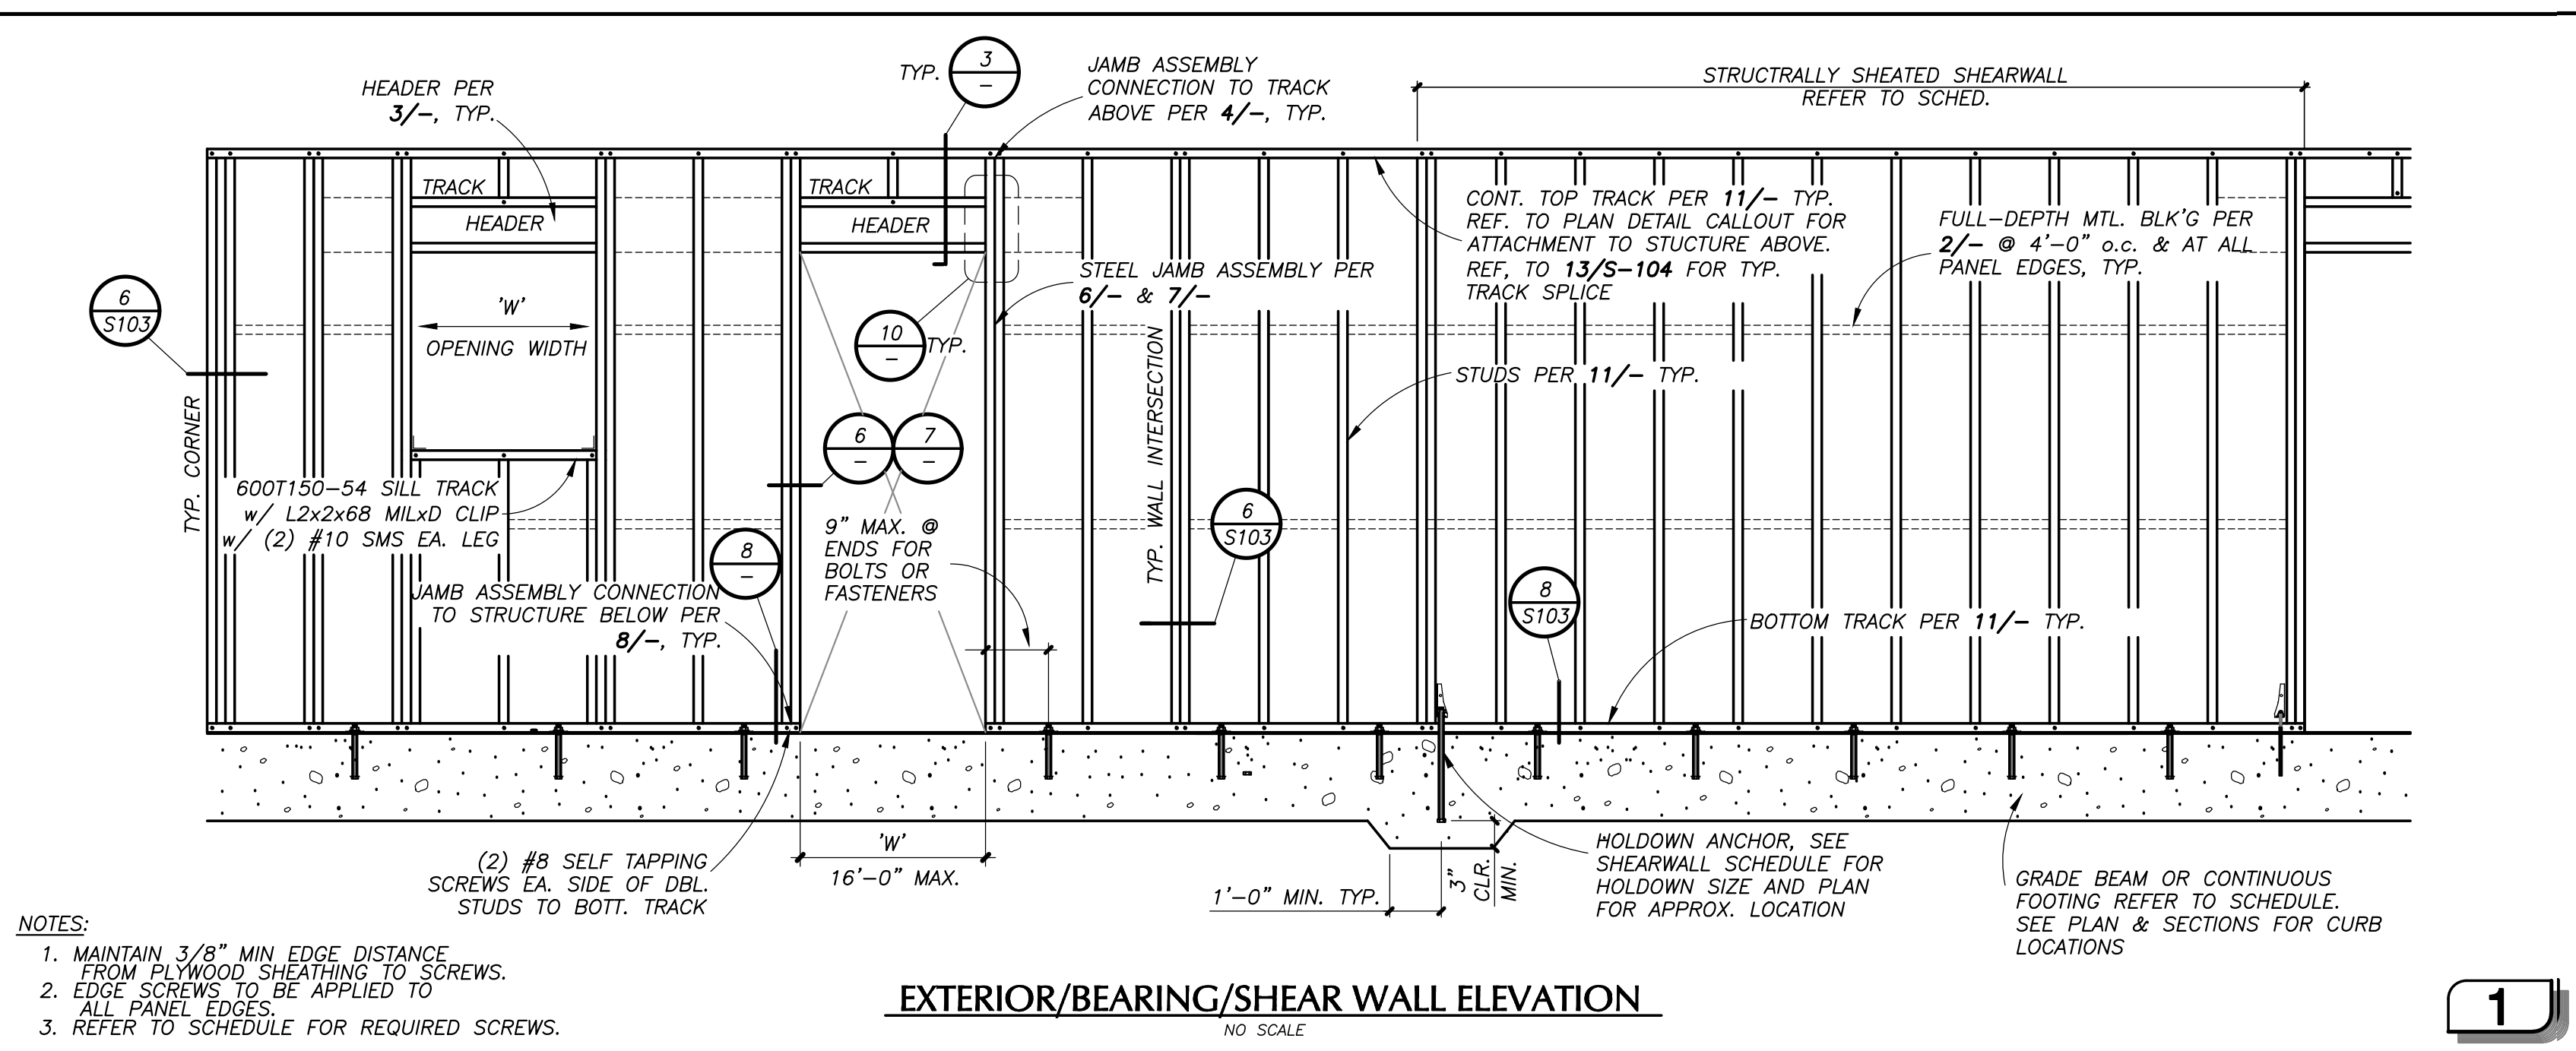 3
–
TYP.
HEADER PER
3/–, TYP.
JAMB ASSEMBLY
CONNECTION TO TRACK
ABOVE PER 4/–, TYP.
STRUCTRALLY SHEATED SHEARWALL
REFER TO SCHED.
TRACK
HEADER
TRACK
HEADER
CONT. TOP TRACK PER 11/– TYP.
REF. TO PLAN DETAIL CALLOUT FOR
ATTACHMENT TO STUCTURE ABOVE.
REF, TO 13/S–104 FOR TYP.
TRACK SPLICE
FULL–DEPTH MTL. BLK'G PER
2/– @ 4'–0" o.c. & AT ALL
PANEL EDGES, TYP.
STEEL JAMB ASSEMBLY PER
6/– & 7/–
6
S103
'W'
OPENING WIDTH
10
–
TYP.
TYP. CORNER
TYP. WALL INTERSECTION
STUDS PER 11/– TYP.
6
–
7
–
600T150–54 SILL TRACK
w/ L2x2x68 MILxD CLIP
w/ (2) #10 SMS EA. LEG
9" MAX. @
ENDS FOR
BOLTS OR
FASTENERS
6
S103
8
–
8
S103
JAMB ASSEMBLY CONNECTION
TO STRUCTURE BELOW PER
8/–, TYP.
BOTTOM TRACK PER 11/– TYP.
(2) #8 SELF TAPPING
SCREWS EA. SIDE OF DBL.
STUDS TO BOTT. TRACK
'W'
16'–0" MAX.
1'–0" MIN. TYP.
3"
CLR.
MIN.
HOLDOWN ANCHOR, SEE
SHEARWALL SCHEDULE FOR
HOLDOWN SIZE AND PLAN
FOR APPROX. LOCATION
GRADE BEAM OR CONTINUOUS
FOOTING REFER TO SCHEDULE.
SEE PLAN & SECTIONS FOR CURB
LOCATIONS
NOTES:
1. MAINTAIN 3/8" MIN EDGE DISTANCE
FROM PLYWOOD SHEATHING TO SCREWS.
2. EDGE SCREWS TO BE APPLIED TO
ALL PANEL EDGES.
3. REFER TO SCHEDULE FOR REQUIRED SCREWS.
EXTERIOR/BEARING/SHEAR WALL ELEVATION
NO SCALE
1